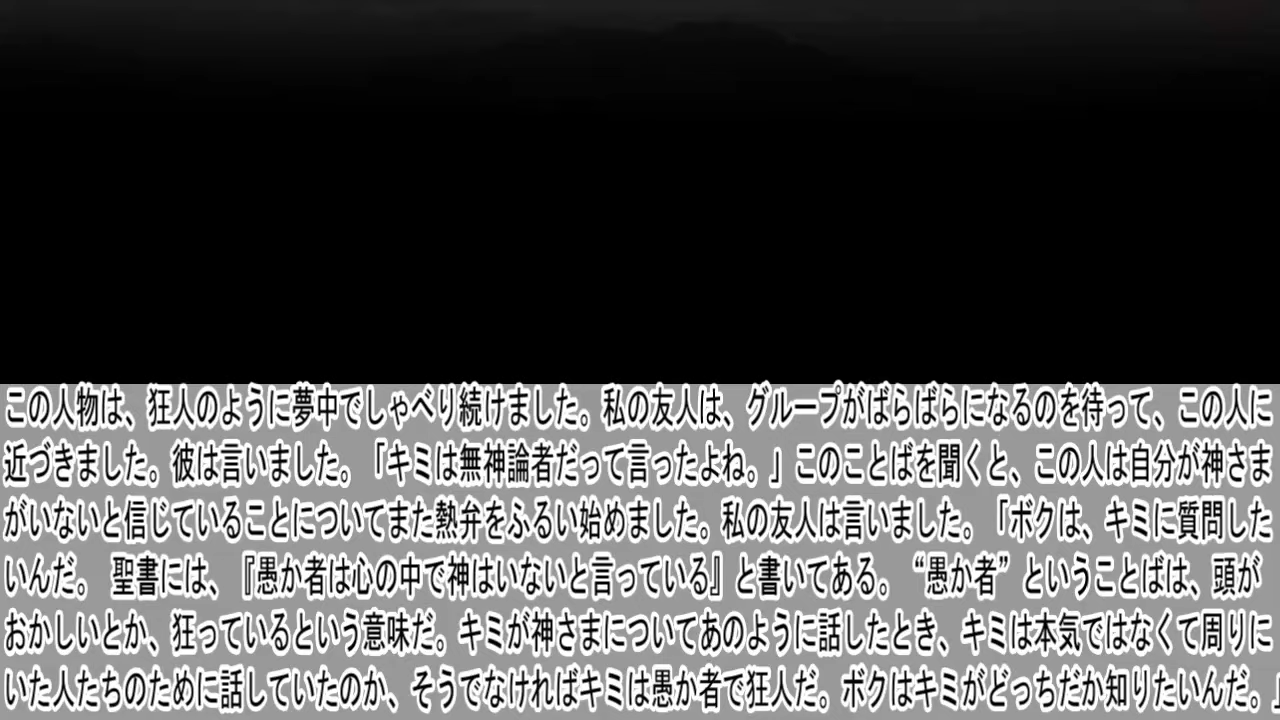 この人物は、狂人のように夢中でしゃべり続けました。私の友人は、グループがばらばらになるのを待って、この人に
近づきました。彼は言いました。「キミは無神論者だって言ったよね。」このことばを聞くと、この人は自分が神さま
がいないと信じていることについてまた熱弁をふるい始めました。私の友人は言いました。「ボクは、キミに質問した
いんだ。 聖書には、『愚か者は心の中で神はいないと言っている』と書いてある。“愚か者”ということばは、頭が
おかしいとか、狂っているという意味だ。キミが神さまについてあのように話したとき、キミは本気ではなくて周りに
いた人たちのために話していたのか、そうでなければキミは愚か者で狂人だ。ボクはキミがどっちだか知りたいんだ。」